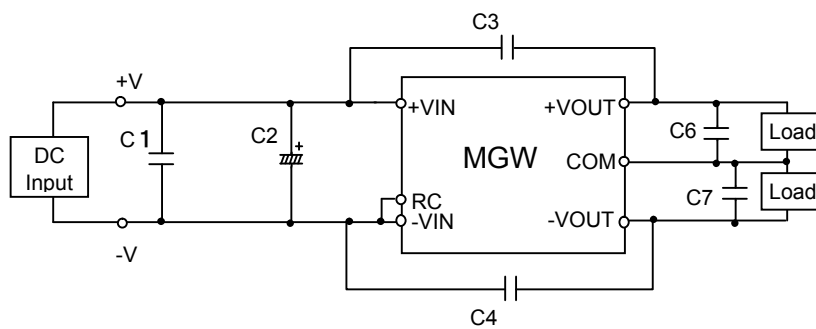 C3
+V
+VIN
+VOUT
C1
C2
+
C6
Load
DC
Input
MGW
COM
RC
-VIN
C7
Load
-VOUT
-V
C4